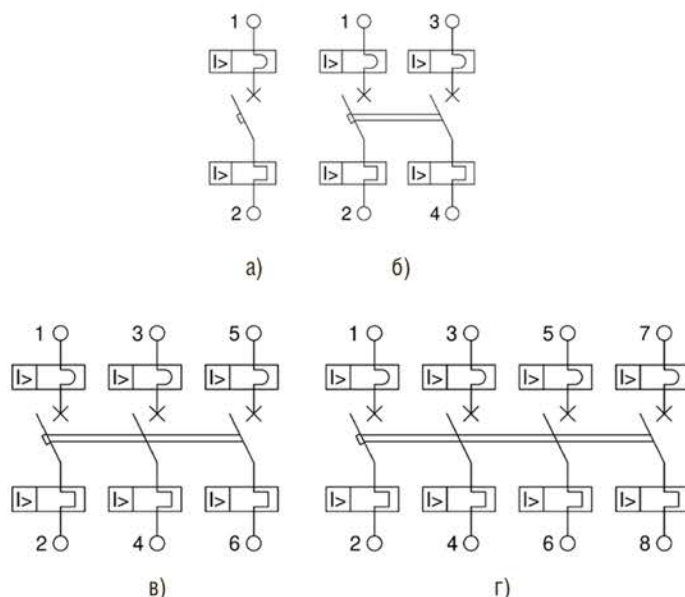 1 1 3
I> I> I>
I> I> I>
2 2 4
а) б)
1 3 5 1 3 5 7
I> I> I> I> I> I> I>
I> I> I> I> I> I> I>
2 4 6 2 4 6 8
в) г)